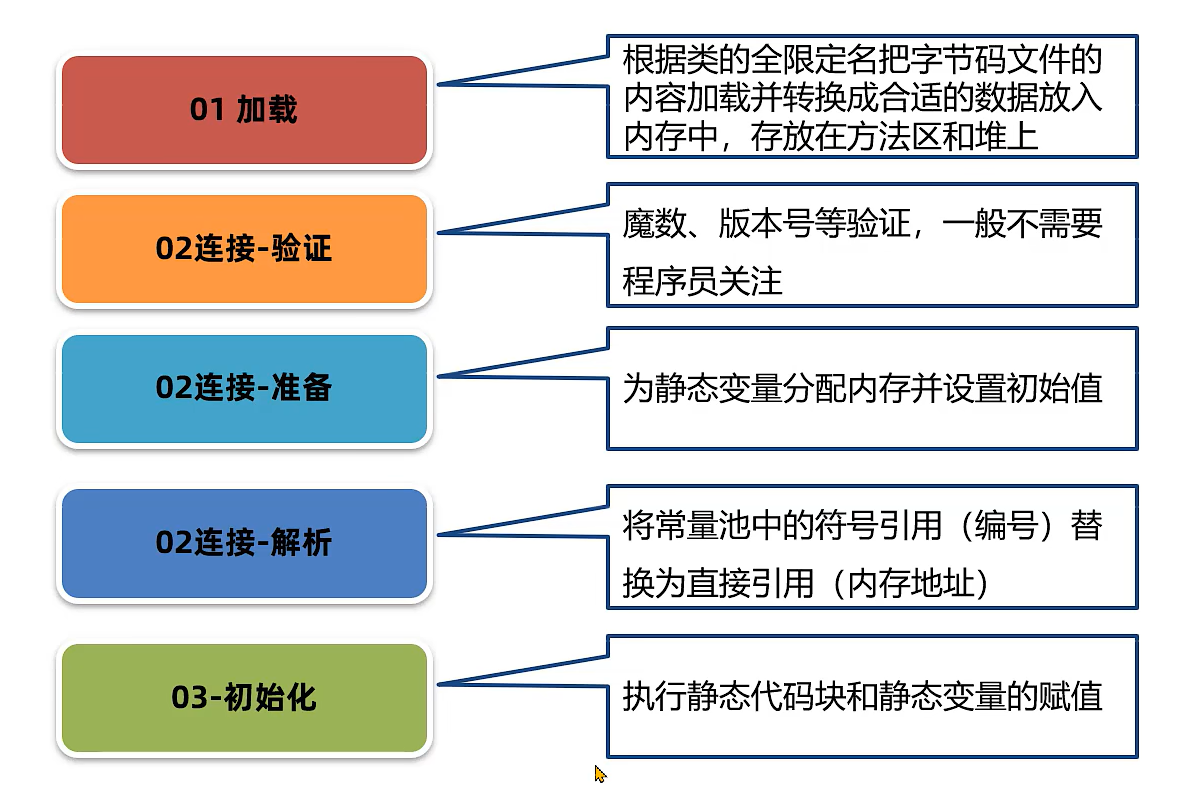 01 加载
根据类的全限定名把字节码文件的
内容加载并转换成合适的数据放入
内存中，存放在方法区和堆上
02连接-验证
魔数、版本号等验证，一般不需要
程序员关注
02连接-准备
为静态变量分配内存并设置初始值
02连接-解析
将常量池中的符号引用（编号）替
换为直接引用（内存地址）
03-初始化
执行静态代码块和静态变量的赋值